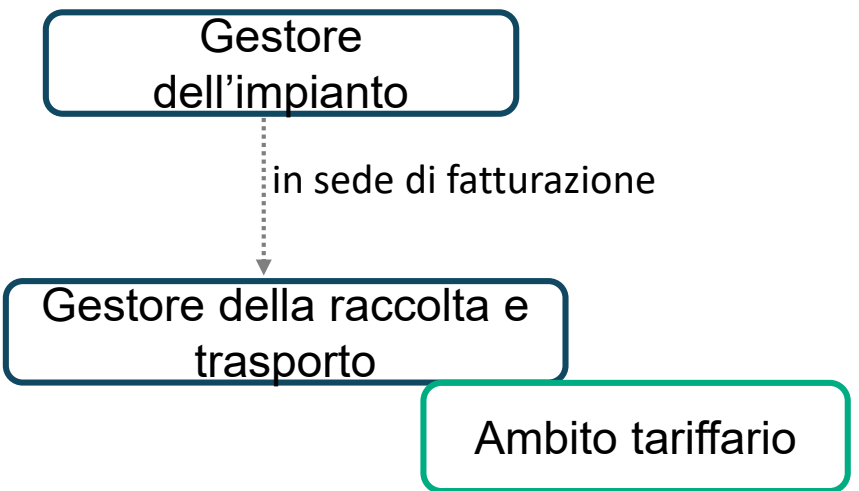 Gestore
dell’impianto
in sede di fatturazione
Gestore della raccolta e
trasporto
Ambito tariffario